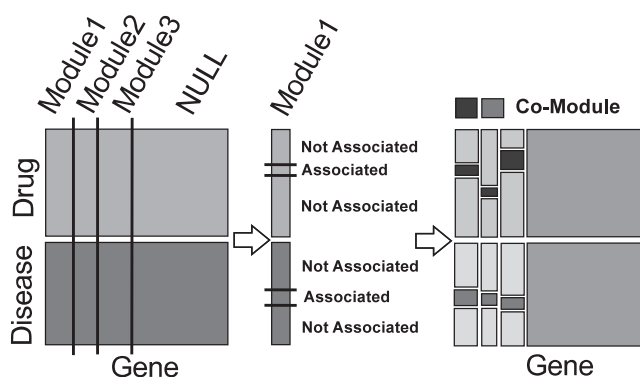 Module1
Module2
Module3
NULL
Drug
Disease
Gene
Module1
Not Associated
Associated
Not Associated
Not Associated
Associated
Not Associated
Co-Module
Gene